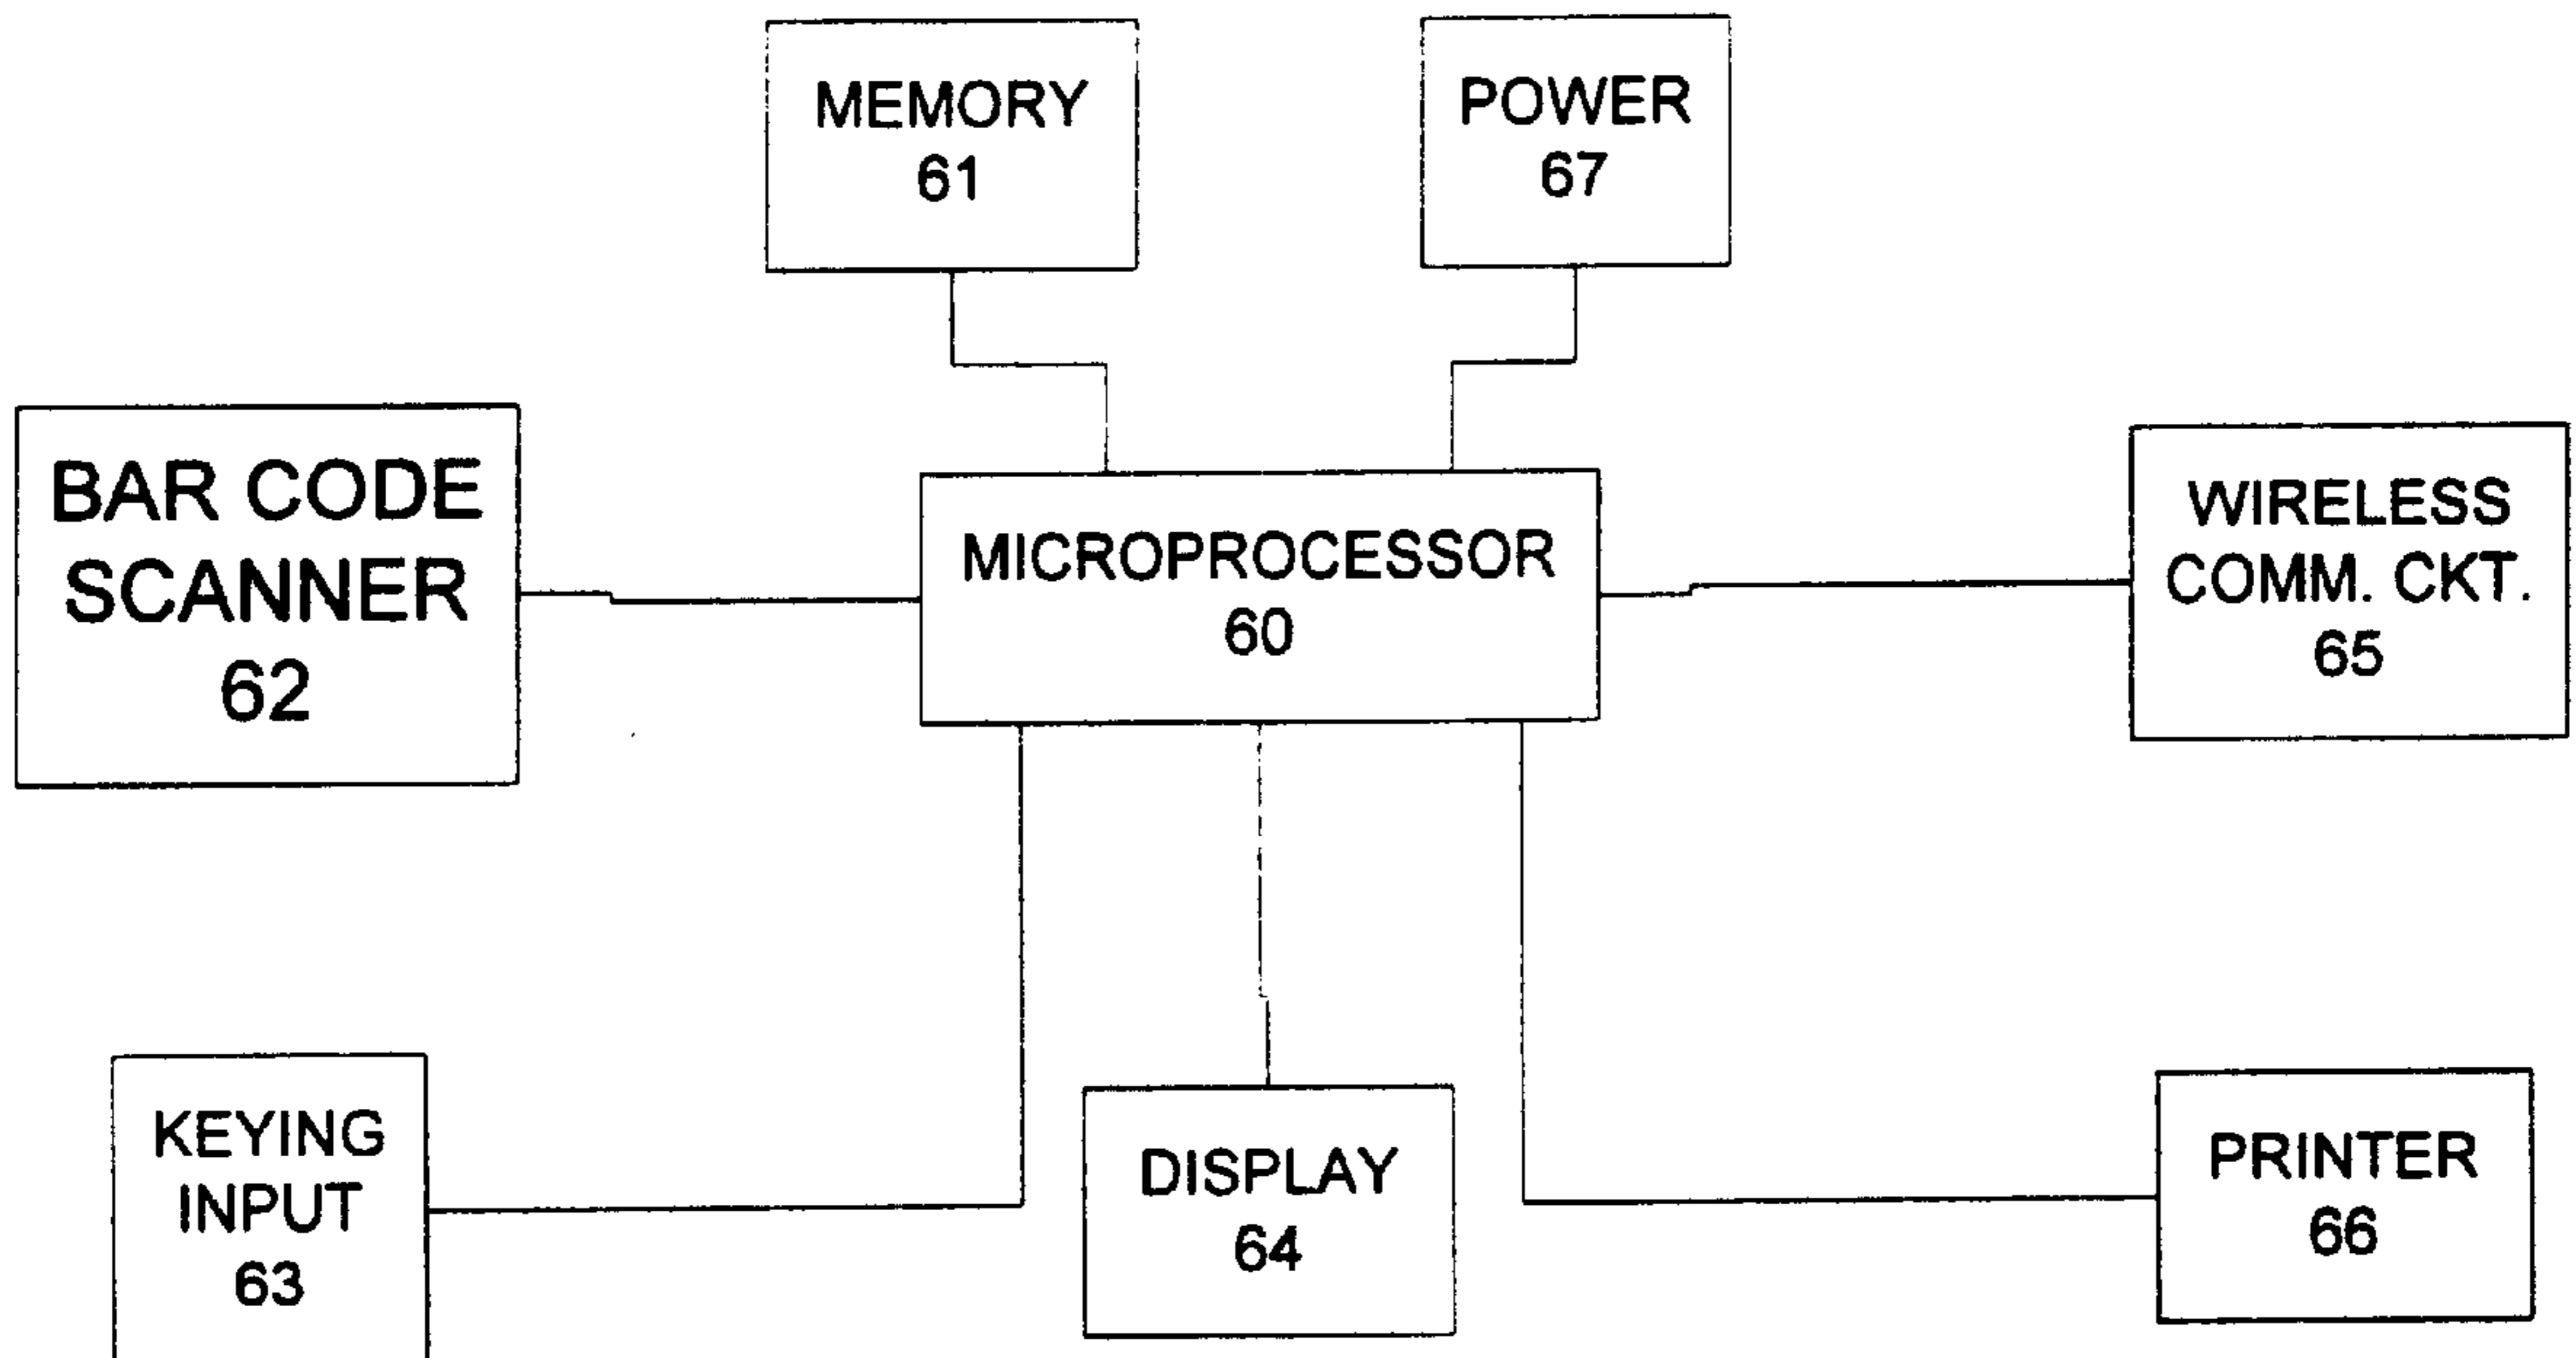 MEMORY
61
POWER
67
BAR CODE
SCANNER
62
MICROPROCESSOR
60
WIRELESS
COMM. CKT.
65
KEYING
INPUT
63
DISPLAY
64
PRINTER
66